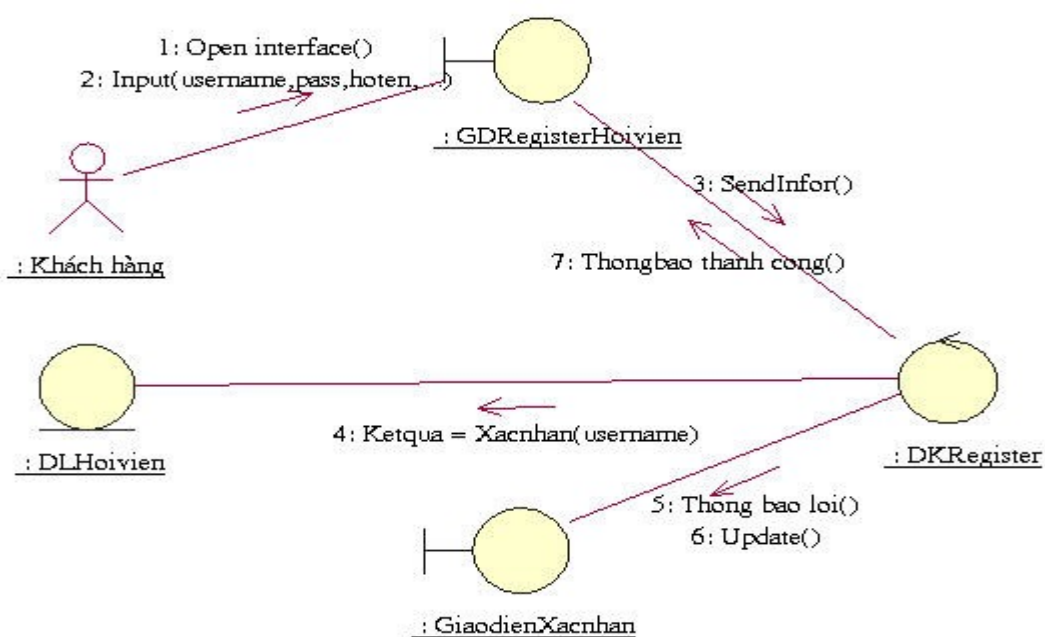 1: Open interface()
2: Input(username,pass,hoten, ...)
: GDRegisterHoivien
3: SendInfor()
: Khách hàng
7: Thongbao thanh cong()
4: Ketqua = Xacnhan(username)
: DLHoivien
: DKRegister
5: Thong bao loi()
6: Update()
: GiaodienXacnhan